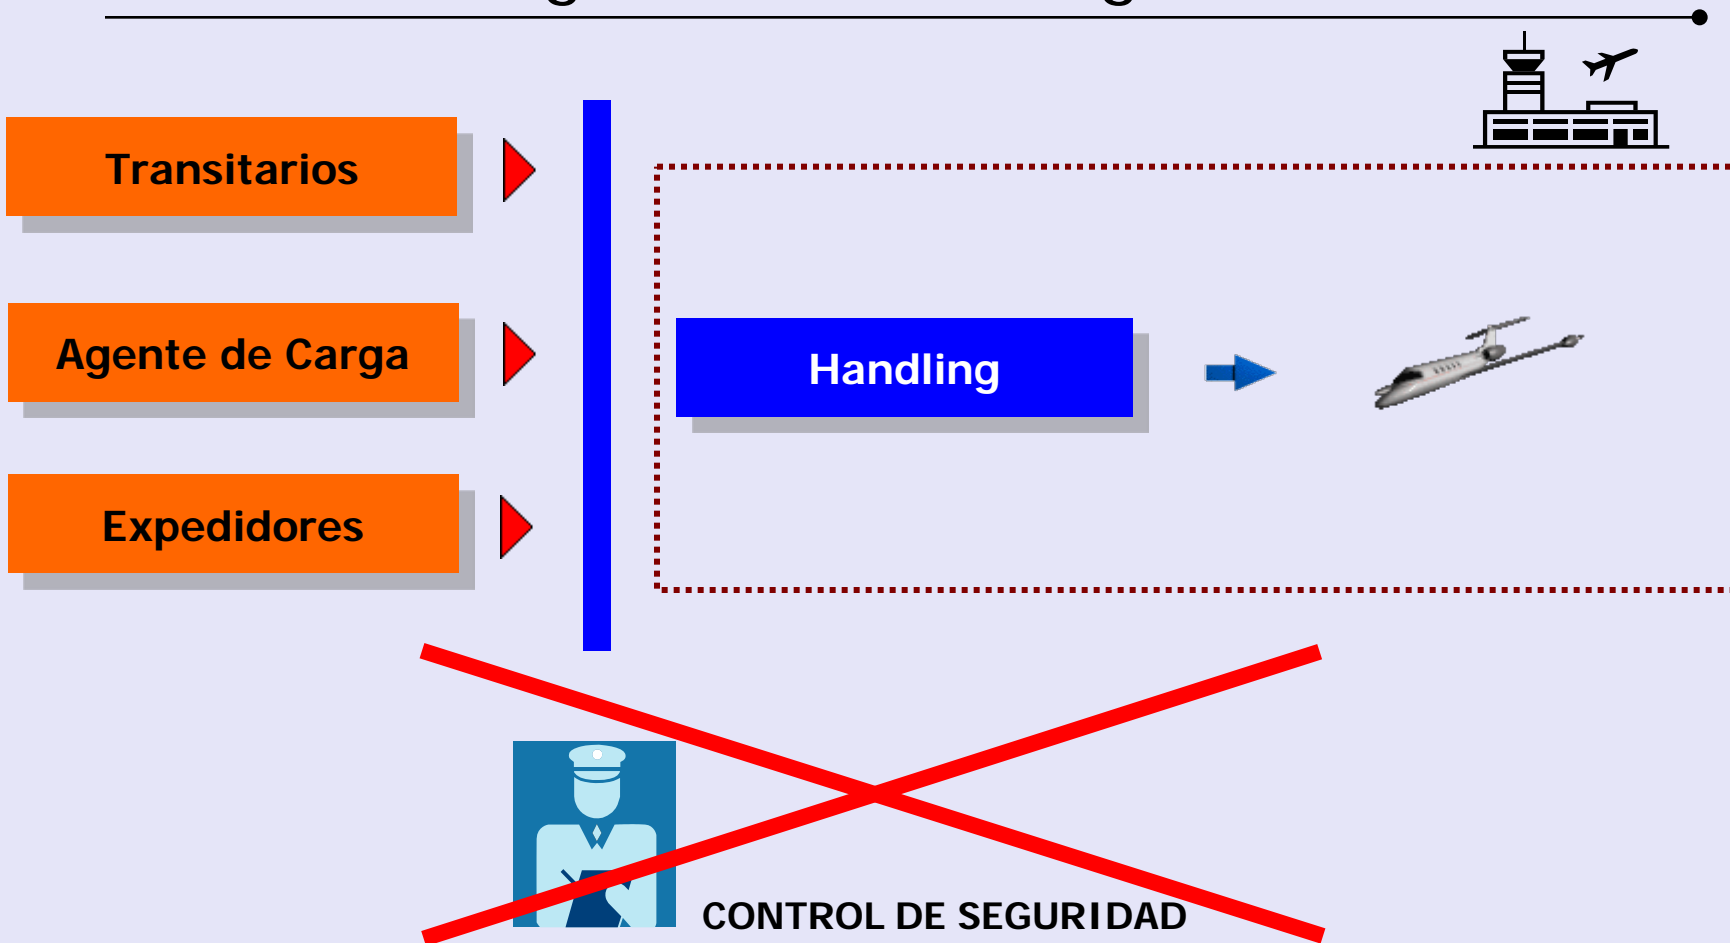 Transitarios
Agente de Carga
Handling
Expedidores
CONTROL DE SEGURIDAD